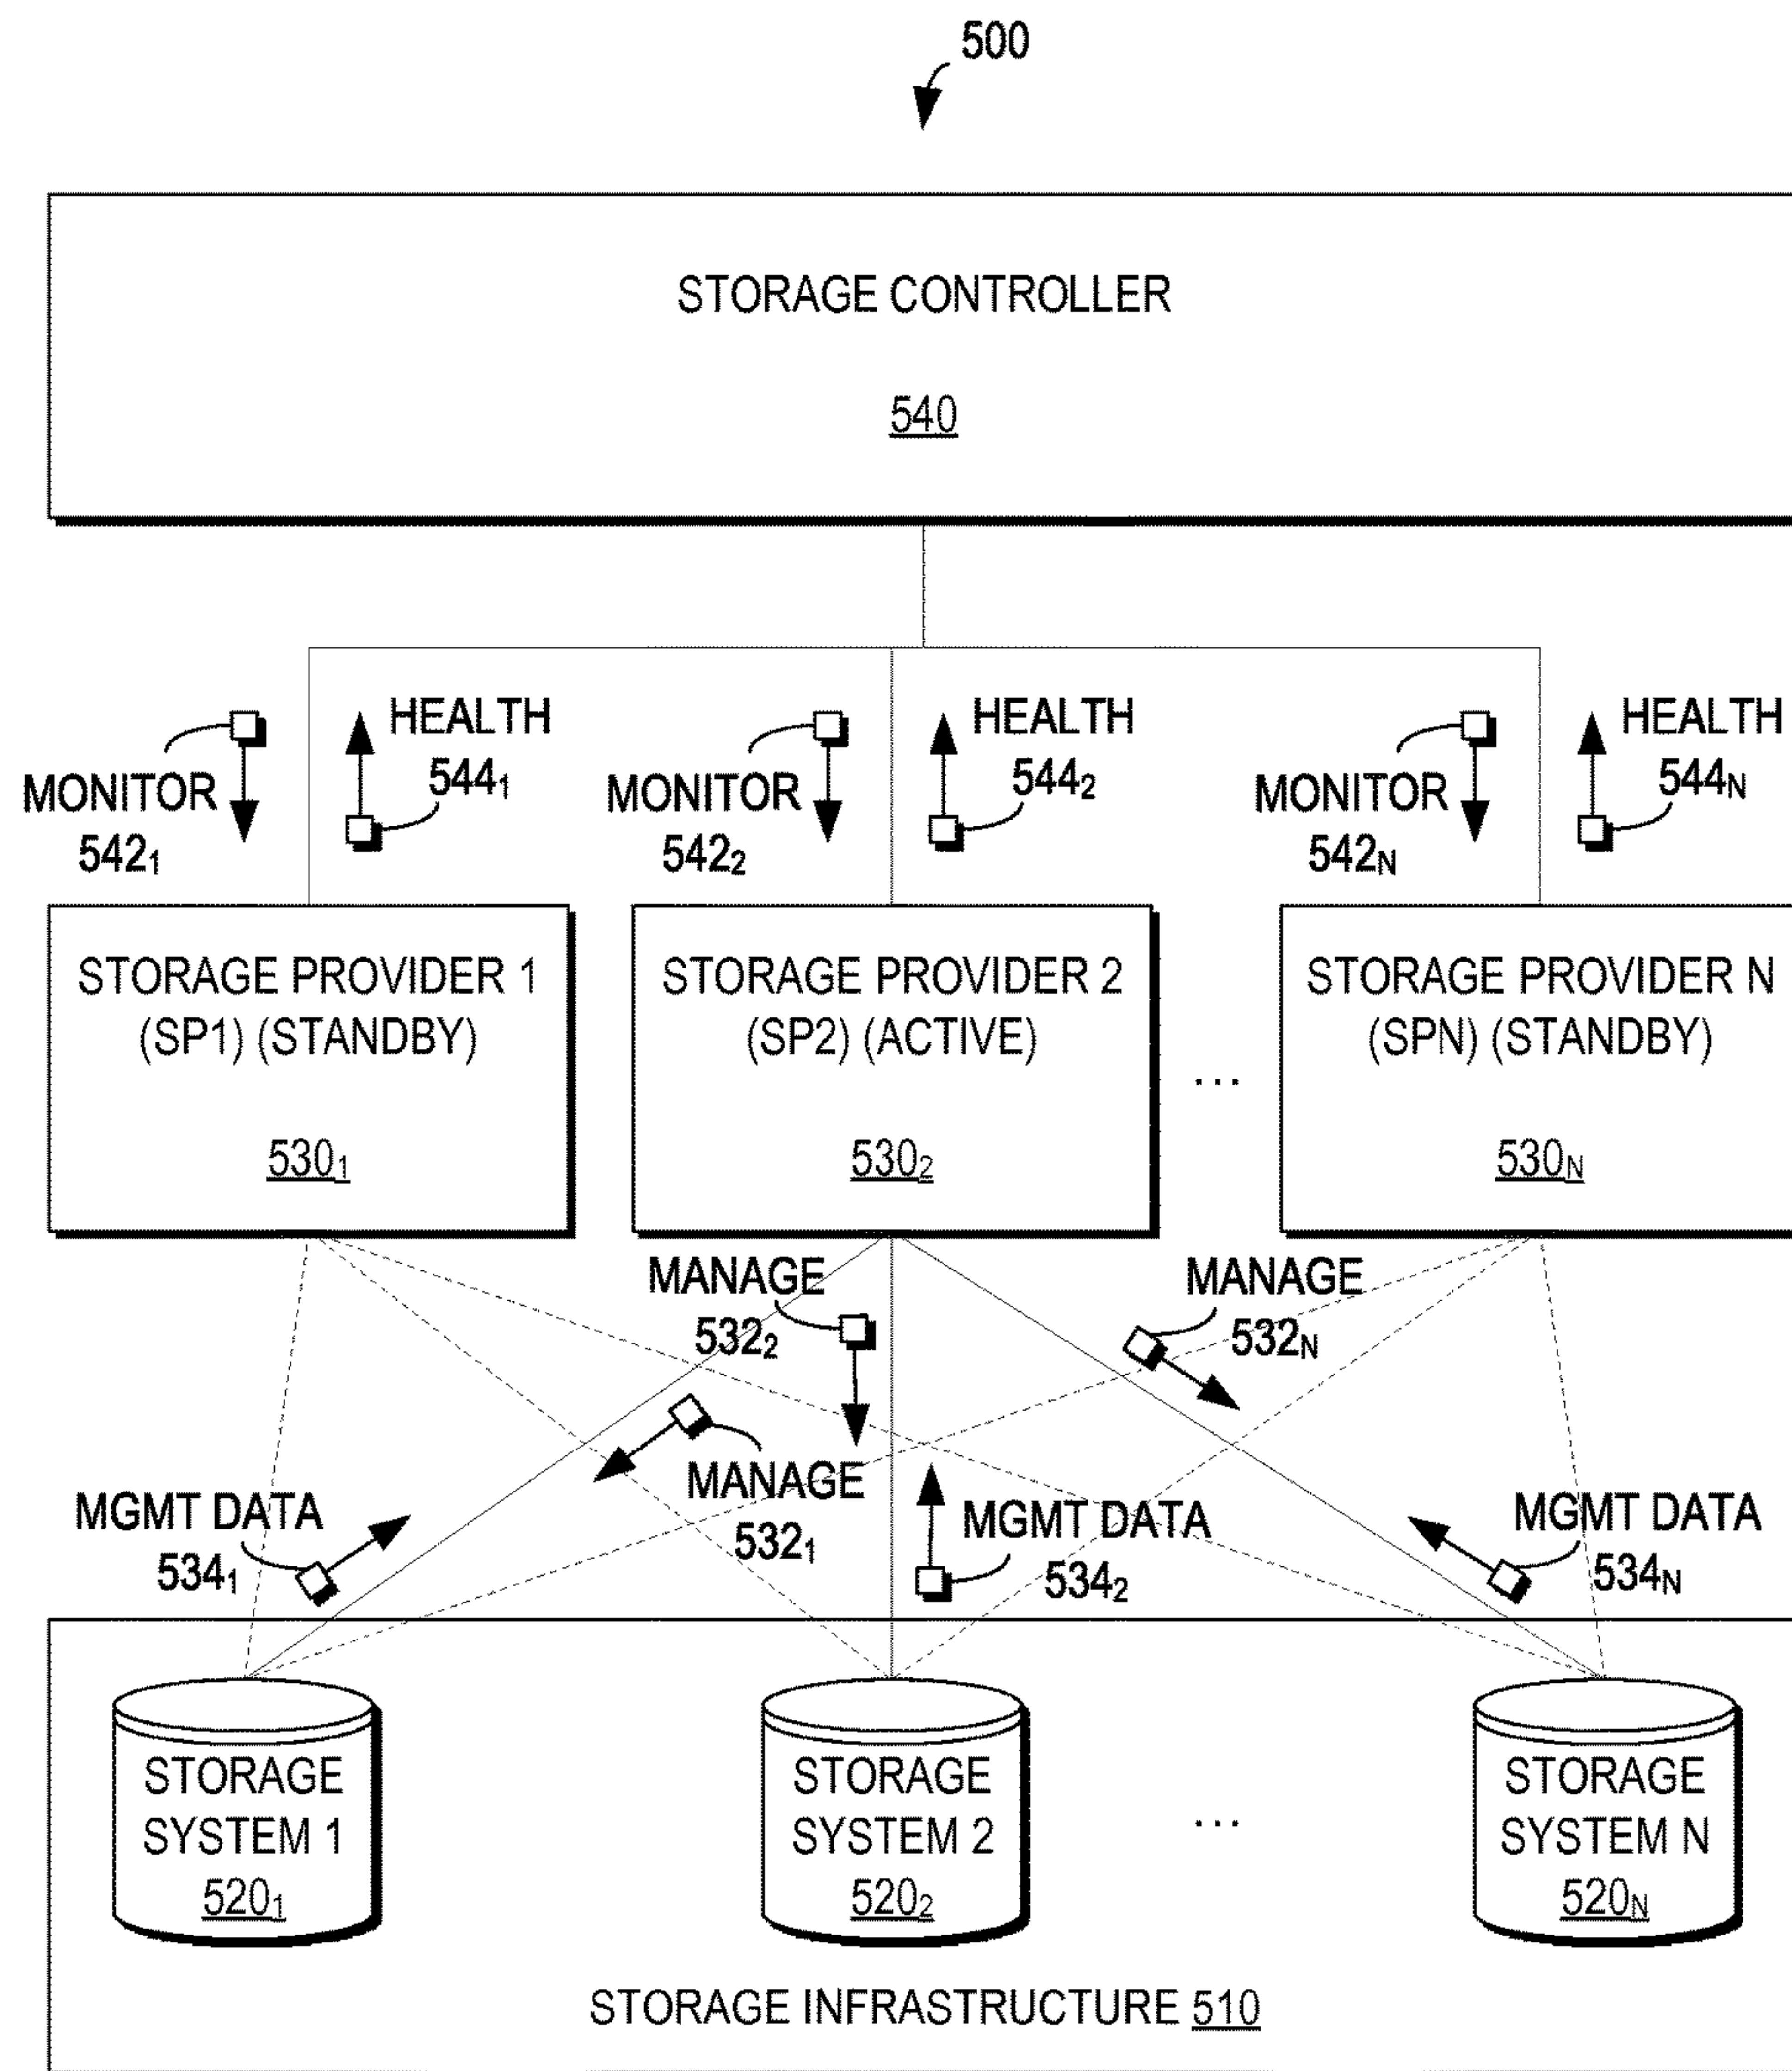 500
STORAGE CONTROLLER
540
HEALTH
544₁
MONITOR
542₁
HEALTH
544₂
MONITOR
542₂
HEALTH
544N
MONITOR
542N
STORAGE PROVIDER 1
(SP1) (STANDBY)
530₁
STORAGE PROVIDER 2
(SP2) (ACTIVE)
530₂
...
STORAGE PROVIDER N
(SPN) (STANDBY)
530N
MANAGE
532₂
MANAGE
532N
MANAGE
532₁
MGMT DATA
534₁
MGMT DATA
534₂
MGMT DATA
534N
STORAGE
SYSTEM 1
520₁
STORAGE
SYSTEM 2
520₂
...
STORAGE
SYSTEM N
520N
STORAGE INFRASTRUCTURE 510